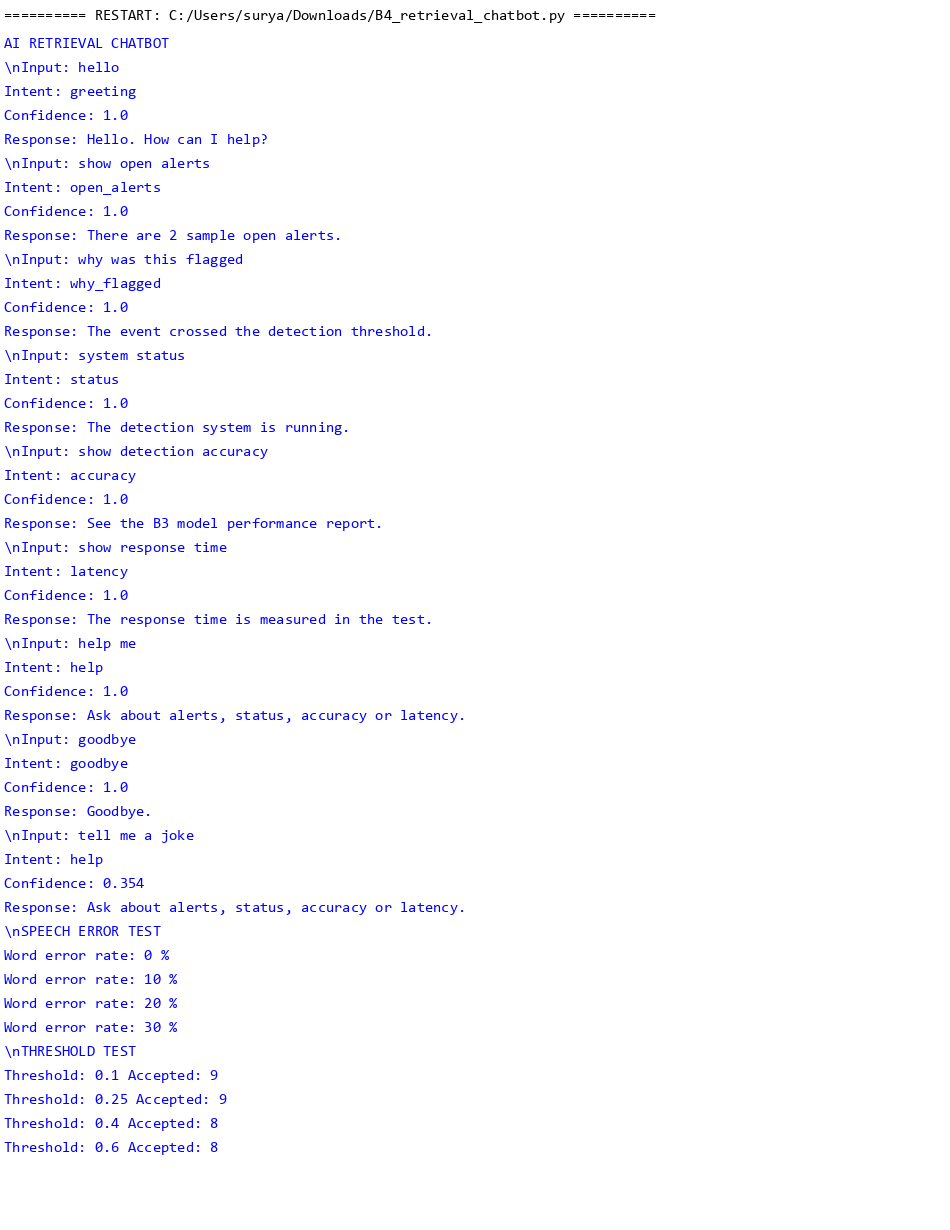 ========== RESTART: C:/Users/surya/Downloads/B4_retrieval_chatbot.py ==========
AI RETRIEVAL CHATBOT
\nInput: hello
Intent: greeting
Confidence: 1.0
Response: Hello. How can I help?
\nInput: show open alerts
Intent: open_alerts
Confidence: 1.0
Response: There are 2 sample open alerts.
\nInput: why was this flagged
Intent: why_flagged
Confidence: 1.0
Response: The event crossed the detection threshold.
\nInput: system status
Intent: status
Confidence: 1.0
Response: The detection system is running.
\nInput: show detection accuracy
Intent: accuracy
Confidence: 1.0
Response: See the B3 model performance report.
\nInput: show response time
Intent: latency
Confidence: 1.0
Response: The response time is measured in the test.
\nInput: help me
Intent: help
Confidence: 1.0
Response: Ask about alerts, status, accuracy or latency.
\nInput: goodbye
Intent: goodbye
Confidence: 1.0
Response: Goodbye.
\nInput: tell me a joke
Intent: help
Confidence: 0.354
Response: Ask about alerts, status, accuracy or latency.
\nSPEECH ERROR TEST
Word error rate: 0 %
Word error rate: 10 %
Word error rate: 20 %
Word error rate: 30 %
\nTHRESHOLD TEST
Threshold: 0.1 Accepted: 9
Threshold: 0.25 Accepted: 9
Threshold: 0.4 Accepted: 8
Threshold: 0.6 Accepted: 8